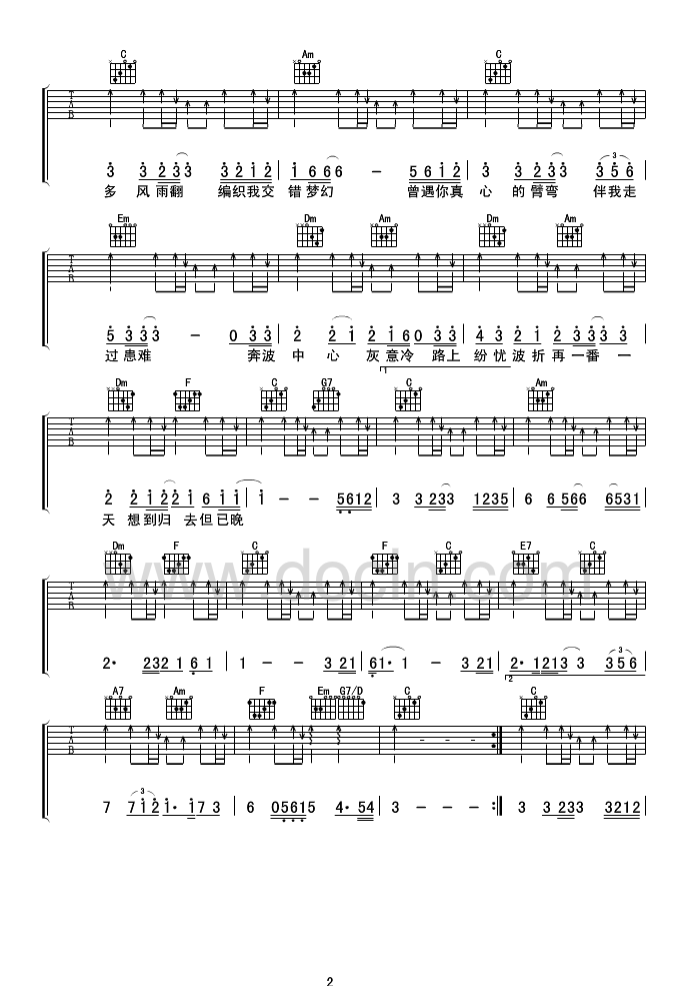 C Am C
T A B
3 3 2 3 3 3 2 1 2 | 1 6 6 6 − 5 6 1 2 | 3 3 2 3 3 3 5 6 |
多 风雨翻 编织我交 错梦幻 曾遇你真 心 的臂弯 伴我走
Em Dm Am Dm Am
T A B
5 3 3 3 − 0 3 3 | 2 2 1 2 1 6 0 3 3 | 4 3 2 1 2 3 3 3 3 |
过患难 奔波 中 心 灰意冷 路上 纷忧波折再一番 一
1
Dm F C G7 C Am
T A B
2 2 1 2 2 1 6 1 1 | 1 − − 5 6 1 2 | 3 3 2 3 3 1 2 3 5 | 6 6 5 6 6 6 5 3 1 |
天 想到归 去但已晚
Dm F C F C E7 C
www.docin.com
T A B
2· 2 3 2 1 6 1 | 1 − − 3 2 1 | 6 1· 1 − 3 2 1 | 2· 1 2 1 3 3 3 5 6 |
2
A7 Am F Em G7/D C C
T A B
7 7 1 2 1· 1 7 3 | 6 0 5 6 1 5 4· 5 4 | 3 − − − :| 3 3 2 3 3 3 2 1 2 |
2